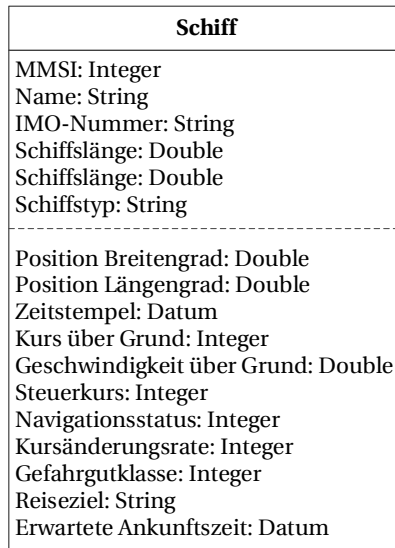 Schiff
MMSI: Integer
Name: String
IMO-Nummer: String
Schiffslänge: Double
Schiffslänge: Double
Schiffstyp: String
Position Breitengrad: Double
Position Längengrad: Double
Zeitstempel: Datum
Kurs über Grund: Integer
Geschwindigkeit über Grund: Double
Steuerkurs: Integer
Navigationsstatus: Integer
Kursänderungsrate: Integer
Gefahrgutklasse: Integer
Reiseziel: String
Erwartete Ankunftszeit: Datum